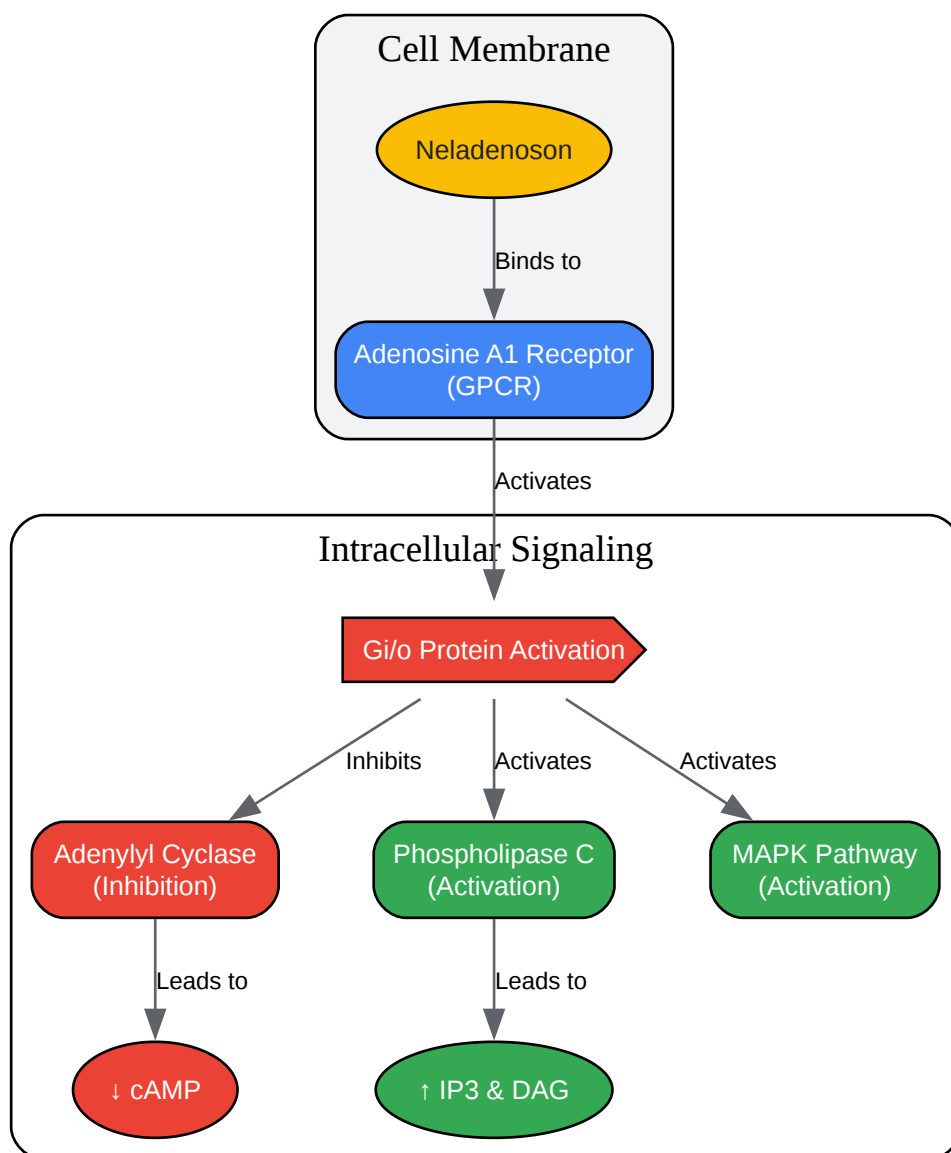 Cell Membrane
Neladenoson
Binds to
Adenosine A1 Receptor
(GPCR)
Activates
Intracellular Signaling
Gi/o Protein Activation
Inhibits
Activates
Activates
Adenylyl Cyclase
(Inhibition)
Phospholipase C
(Activation)
MAPK Pathway
(Activation)
Leads to
Leads to
↓ cAMP
↑ IP3 & DAG